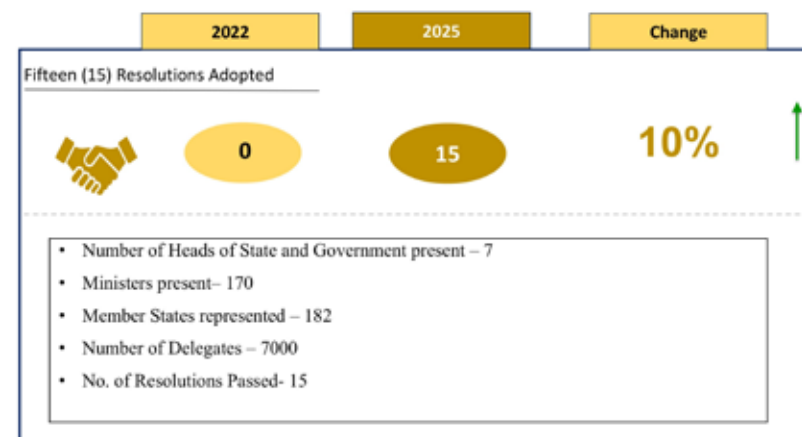 2022 2025 Change
Fifteen (15) Resolutions Adopted
0 15 10%
• Number of Heads of State and Government present – 7
• Ministers present– 170
• Member States represented – 182
• Number of Delegates – 7000
• No. of Resolutions Passed- 15